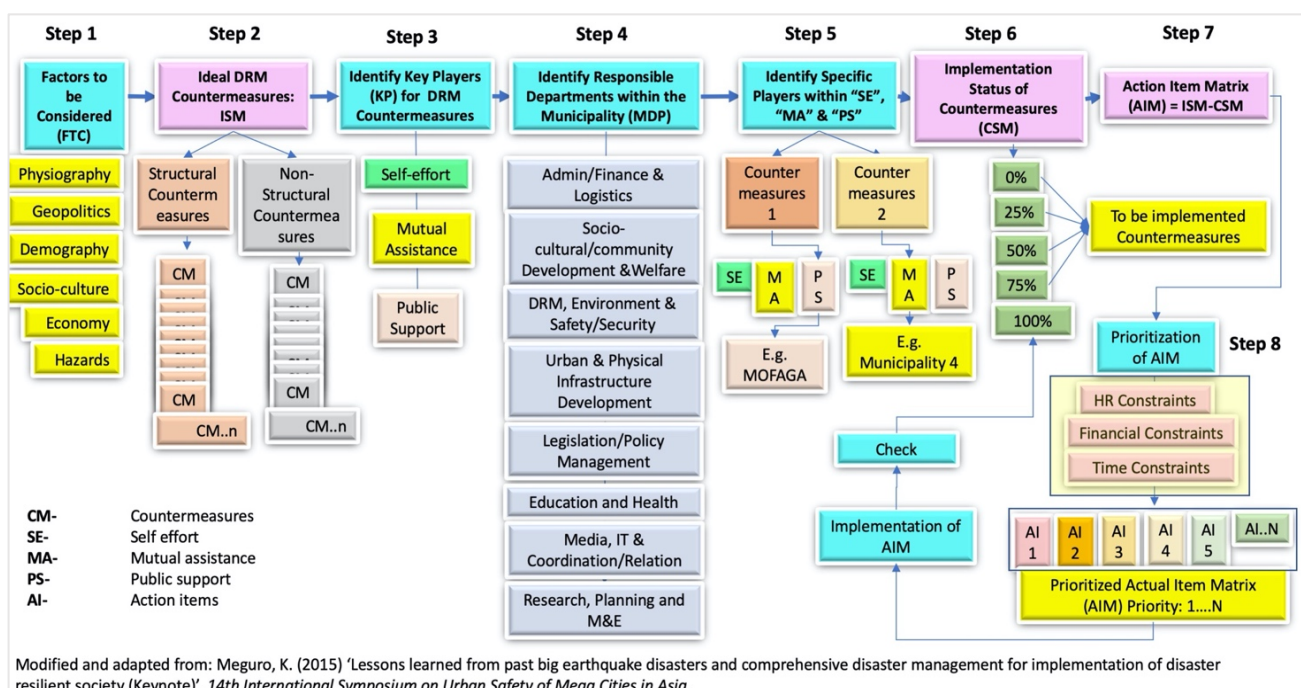 Step 1
Step 2
Step 3
Step 4
Step 5
Step 6
Step 7
Factors to
be
Considered
(FTC)
Ideal DRM
Countermeasures:
ISM
Identify Key Players
(KP) for DRM
Countermeasures
Identify Responsible
Departments within the
Municipality (MDP)
Identify Specific
Players within “SE”,
“MA” & “PS”
Implementation
Status of
Countermeasures
(CSM)
Action Item Matrix
(AIM) = ISM-CSM
Physiography
Geopolitics
Demography
Socio-culture
Economy
Hazards
Structural
Counterm
easures
CM
CM
CM..n
Non-
Structural
Countermea
sures
CM
CM
CM..n
Self-effort
Mutual
Assistance
Public
Support
Admin/Finance &
Logistics
Socio-
cultural/community
Development &Welfare
DRM, Environment &
Safety/Security
Urban & Physical
Infrastructure
Development
Legislation/Policy
Management
Education and Health
Media, IT &
Coordination/Relation
Research, Planning and
M&E
Counter
measures
1
SE
M
A
P
S
E.g.
MOFAGA
Counter
measures
2
SE
M
A
P
S
E.g.
Municipality 4
0%
25%
50%
75%
100%
To be implemented
Countermeasures
Prioritization
of AIM
Step 8
HR Constraints
Financial Constraints
Time Constraints
AI
1
AI
2
AI
3
AI
4
AI
5
AI..N
Prioritized Actual Item Matrix
(AIM) Priority: 1....N
Check
Implementation of
AIM
CM- Countermeasures
SE- Self effort
MA- Mutual assistance
PS- Public support
AI- Action items
Modified and adapted from: Meguro, K. (2015) ‘Lessons learned from past big earthquake disasters and comprehensive disaster management for implementation of disaster
resilient society (Keynote)’, 14th International Symposium on Urban Safety of Mega Cities in Asia